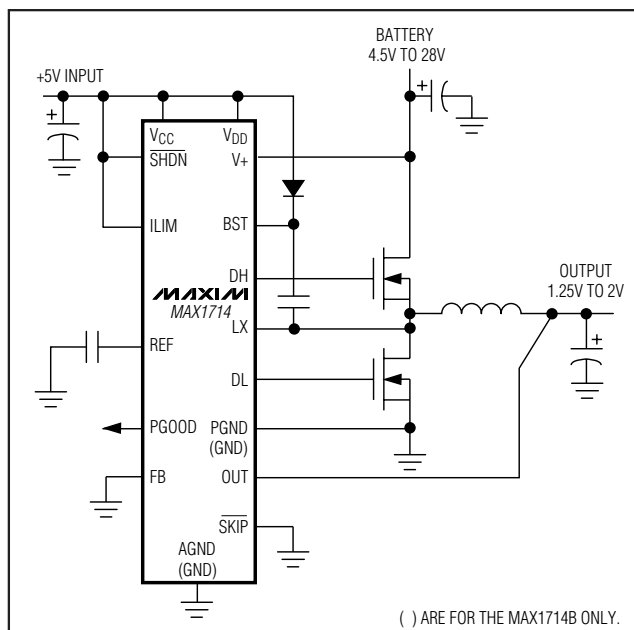 BATTERY
4.5V TO 28V
+5V INPUT
+
+
VCC
VDD
SHDN
V+
ILIM
BST
DH
OUTPUT
1.25V TO 2V
MAXIM
MAX1714
LX
+
REF
DL
PGOOD
PGND
(GND)
FB
OUT
SKIP
AGND
(GND)
( ) ARE FOR THE MAX1714B ONLY.